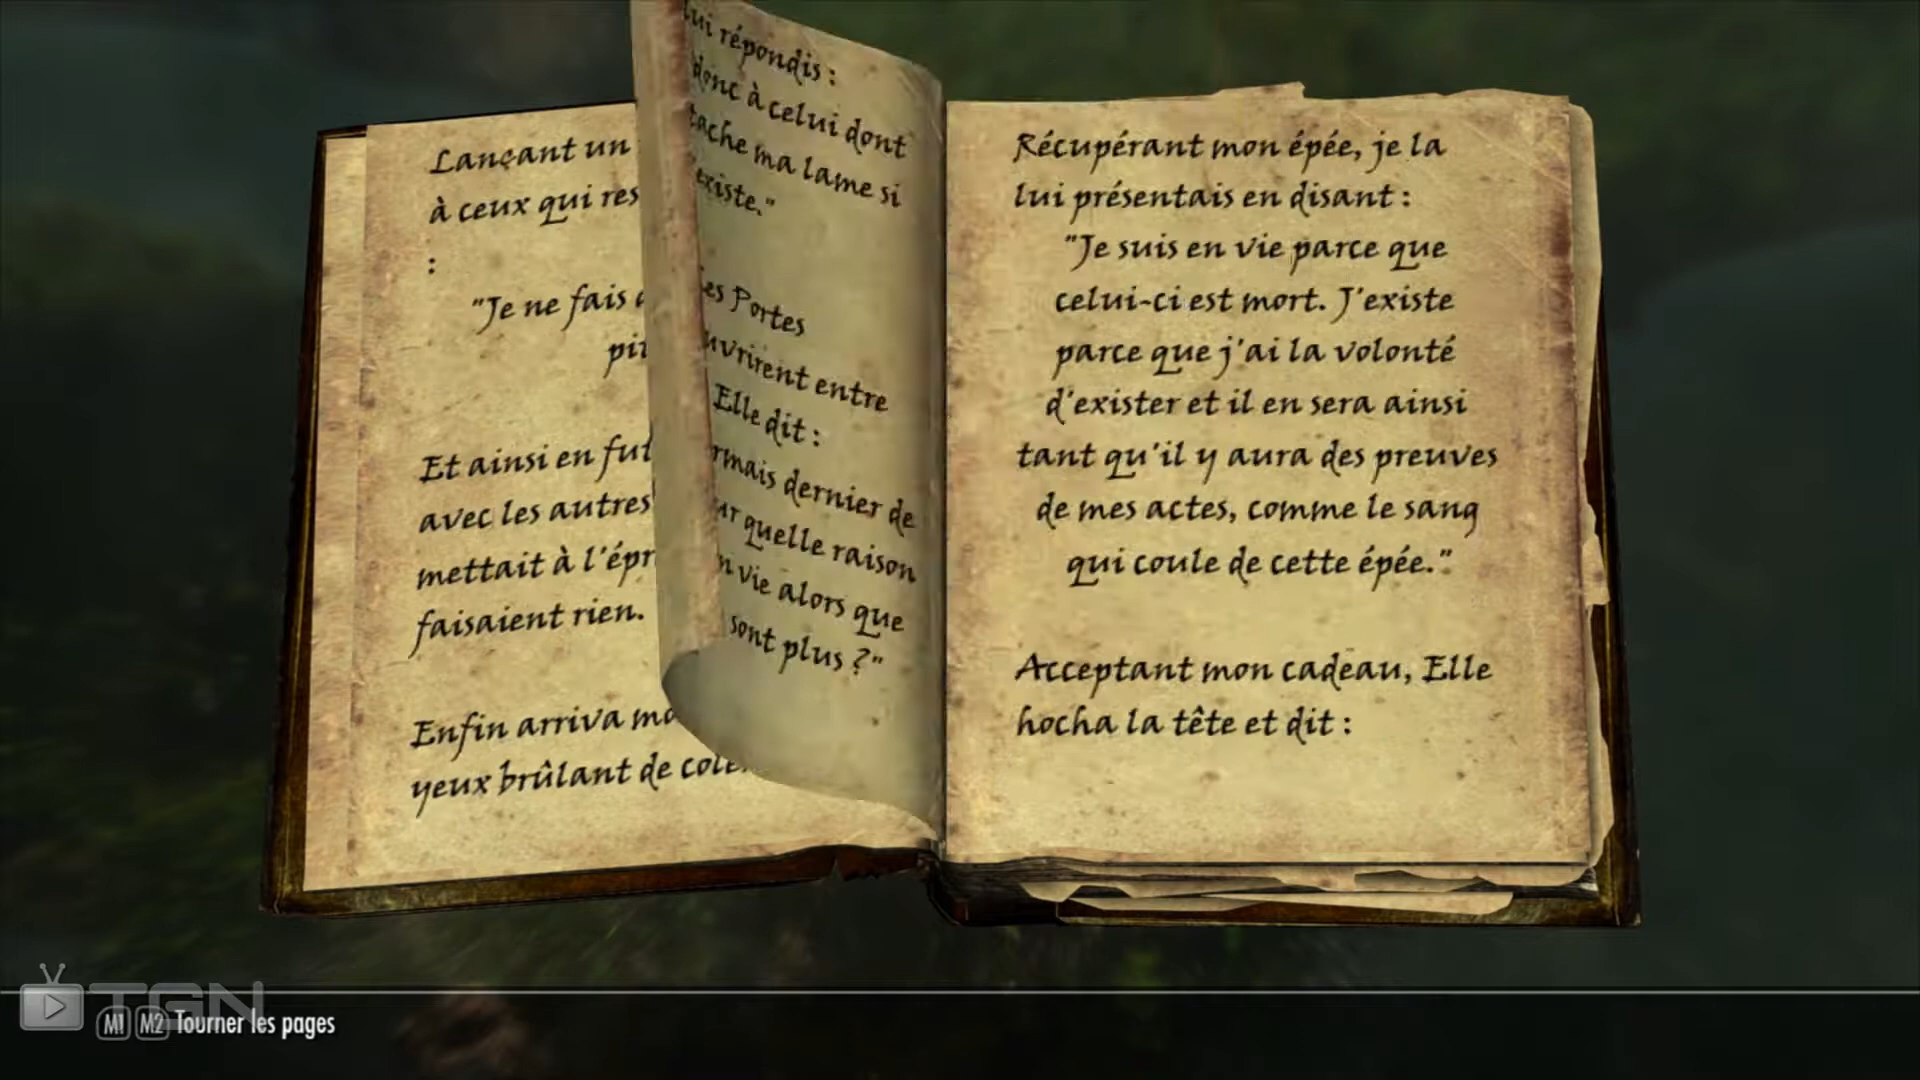 Lançant un
à ceux qui res
:
"Je ne fais
Et ainsi en fut
avec les autres
mettait à l'épr
faisaient rien.
Enfin arriva
yeux brûlant de
lui répondis :
donc à celui dont
tache ma lame si
existe."
Les Portes
uvrirent entre
Elle dit :
rmais dernier de
ur quelle raison
n vie alors que
sont plus ?"
Récupérant mon épée, je la
lui présentais en disant :
"Je suis en vie parce que
celui-ci est mort. J'existe
parce que j'ai la volonté
d'exister et il en sera ainsi
tant qu'il y aura des preuves
de mes actes, comme le sang
qui coule de cette épée."
Acceptant mon cadeau, Elle
hocha la tête et dit :
TGN
M1 M2 Tourner les pages